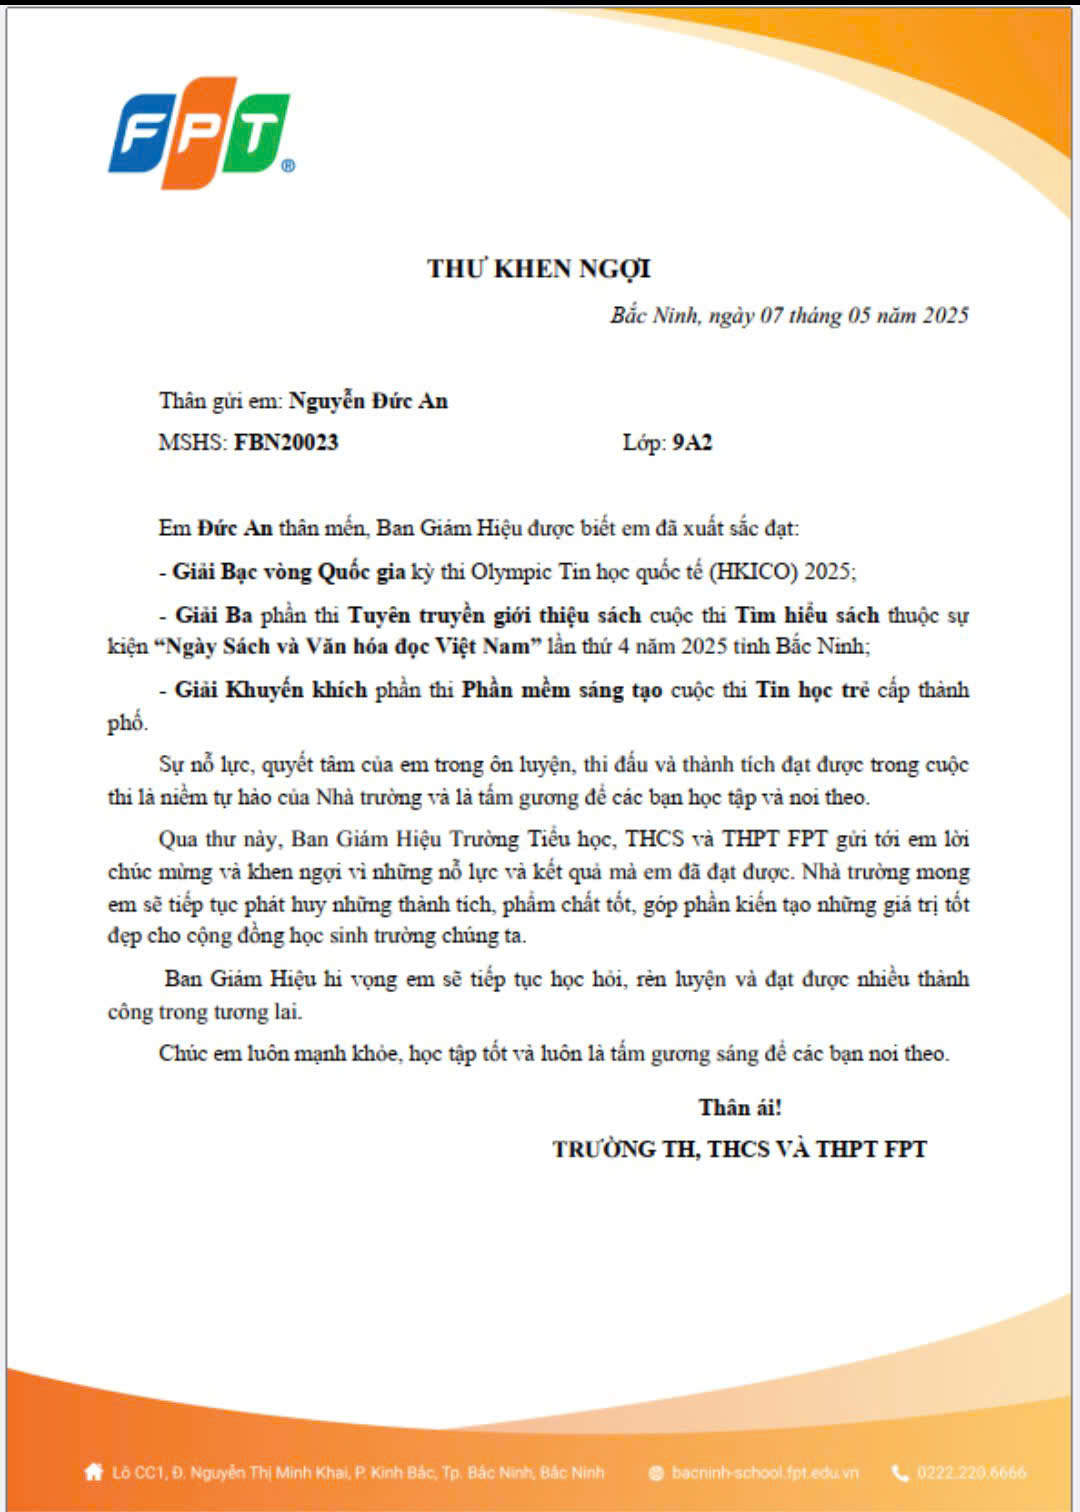 FPT®
THƯ KHEN NGỢI
Bắc Ninh, ngày 07 tháng 05 năm 2025
Thân gửi em: Nguyễn Đức An
MSHS: FBN20023 Lớp: 9A2
Em Đức An thân mến, Ban Giám Hiệu được biết em đã xuất sắc đạt:
- Giải Bạc vòng Quốc gia kỳ thi Olympic Tin học quốc tế (HKICO) 2025;
- Giải Ba phần thi Tuyên truyền giới thiệu sách cuộc thi Tìm hiểu sách thuộc sự
kiện “Ngày Sách và Văn hóa đọc Việt Nam” lần thứ 4 năm 2025 tỉnh Bắc Ninh;
- Giải Khuyến khích phần thi Phần mềm sáng tạo cuộc thi Tin học trẻ cấp thành
phố.
Sự nỗ lực, quyết tâm của em trong ôn luyện, thi đấu và thành tích đạt được trong cuộc
thi là niềm tự hào của Nhà trường và là tấm gương để các bạn học tập và noi theo.
Qua thư này, Ban Giám Hiệu Trường Tiểu học, THCS và THPT FPT gửi tới em lời
chúc mừng và khen ngợi vì những nỗ lực và kết quả mà em đã đạt được. Nhà trường mong
em sẽ tiếp tục phát huy những thành tích, phẩm chất tốt, góp phần kiến tạo những giá trị tốt
đẹp cho cộng đồng học sinh trường chúng ta.
Ban Giám Hiệu hi vọng em sẽ tiếp tục học hỏi, rèn luyện và đạt được nhiều thành
công trong tương lai.
Chúc em luôn mạnh khỏe, học tập tốt và luôn là tấm gương sáng để các bạn noi theo.
Thân ái!
TRƯỜNG TH, THCS VÀ THPT FPT
Lô CC1, Đ. Nguyễn Thị Minh Khai, P. Kinh Bắc, Tp. Bắc Ninh, Bắc Ninh bacninh-school.fpt.edu.vn 0222.220.6666